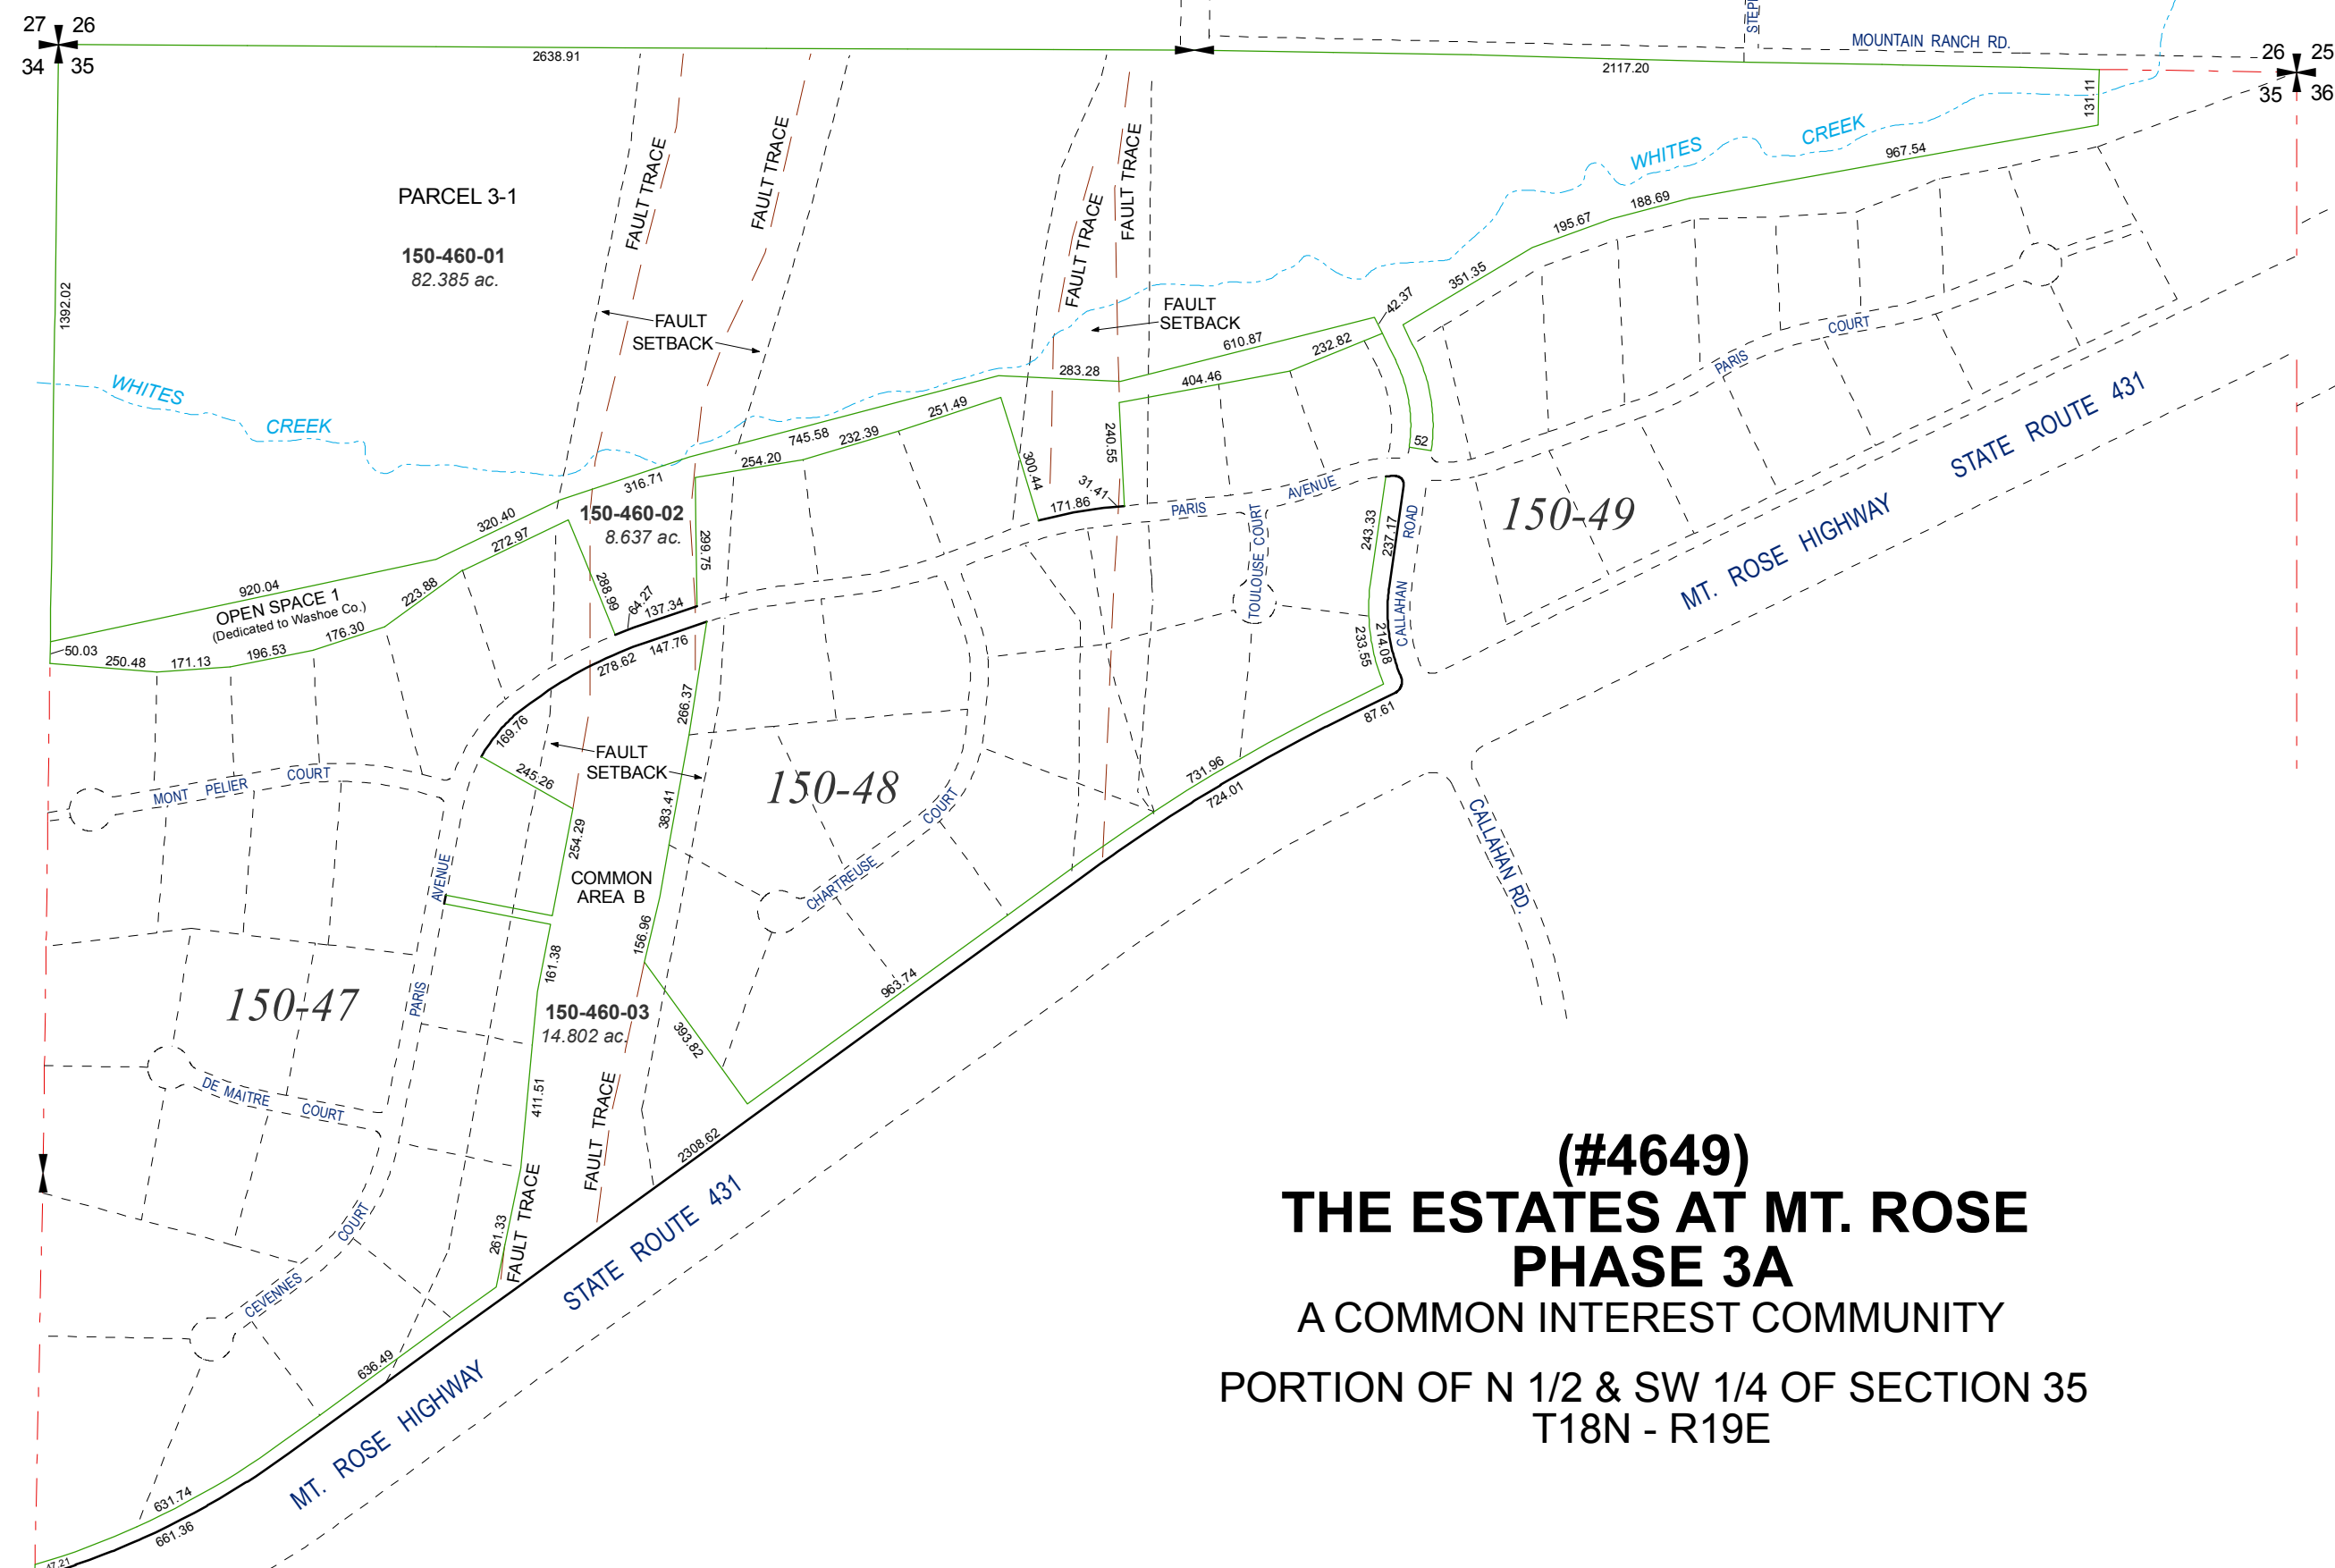 27 26
34 35
2638.91
STEP
MOUNTAIN RANCH RD.
2117.20
26 25
35 36
131.11
PARCEL 3-1
150-460-01
82.385 ac.
1392.02
FAULT TRACE
FAULT TRACE
FAULT TRACE
FAULT TRACE
FAULT
SETBACK
FAULT
SETBACK
WHITES
CREEK
967.54
188.69
195.67
351.35
42.37
WHITES
CREEK
610.87
232.82
283.28
404.46
251.49
745.58
232.39
254.20
316.71
320.40
272.97
300.44
240.55
31.41
171.86
52
COURT
PARIS
STATE ROUTE 431
MT. ROSE HIGHWAY
150-49
150-460-02
8.637 ac.
299.75
288.99
64.27
137.34
PARIS
AVENUE
TOULOUSE COURT
243.33
237.17
ROAD
CALLAHAN
233.55
214.08
87.61
920.04
OPEN SPACE 1
(Dedicated to Washoe Co.)
223.88
176.30
196.53
171.13
250.48
50.03
278.62
147.76
169.76
266.37
FAULT
SETBACK
245.26
254.29
383.41
150-48
COURT
CHARTREUSE
731.96
724.01
CALLAHAN RD.
MONT PELIER
COURT
AVENUE
PARIS
COMMON
AREA B
161.38
156.96
150-460-03
14.802 ac.
393.82
963.74
150-47
DE MAITRE
COURT
411.51
261.33
FAULT TRACE
FAULT TRACE
2308.62
STATE ROUTE 431
MT. ROSE HIGHWAY
COURT
CEVENNES
636.49
631.74
661.36
47.21
(#4649)
THE ESTATES AT MT. ROSE
PHASE 3A
A COMMON INTEREST COMMUNITY
PORTION OF N 1/2 & SW 1/4 OF SECTION 35
T18N - R19E